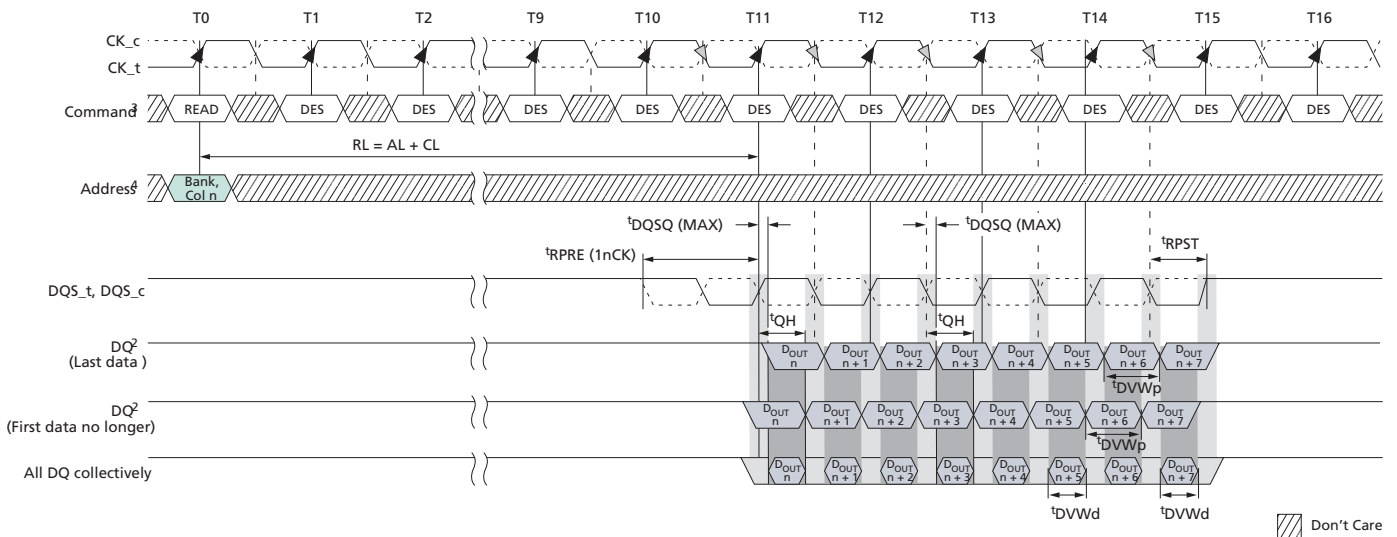 T0 T1 T2 T9 T10 T11 T12 T13 T14 T15 T16
CK_c
CK_t
Command3 READ DES DES DES DES DES DES DES DES DES DES
RL = AL + CL
Address4 Bank,
Col n
tDQSQ (MAX) tDQSQ (MAX)
tRPRE (1nCK) tRPST
DQS_t, DQS_c
tQH tQH
DQ2
(Last data )
DOUT n DOUT n + 1 DOUT n + 2 DOUT n + 3 DOUT n + 4 DOUT n + 5 DOUT n + 6 DOUT n + 7
tDVWp
DQ2
(First data no longer)
DOUT n DOUT n + 1 DOUT n + 2 DOUT n + 3 DOUT n + 4 DOUT n + 5 DOUT n + 6 DOUT n + 7
tDVWp
All DQ collectively
DOUT n DOUT n + 1 DOUT n + 2 DOUT n + 3 DOUT n + 4 DOUT n + 5 DOUT n + 6 DOUT n + 7
tDVWd tDVWd
Don't Care